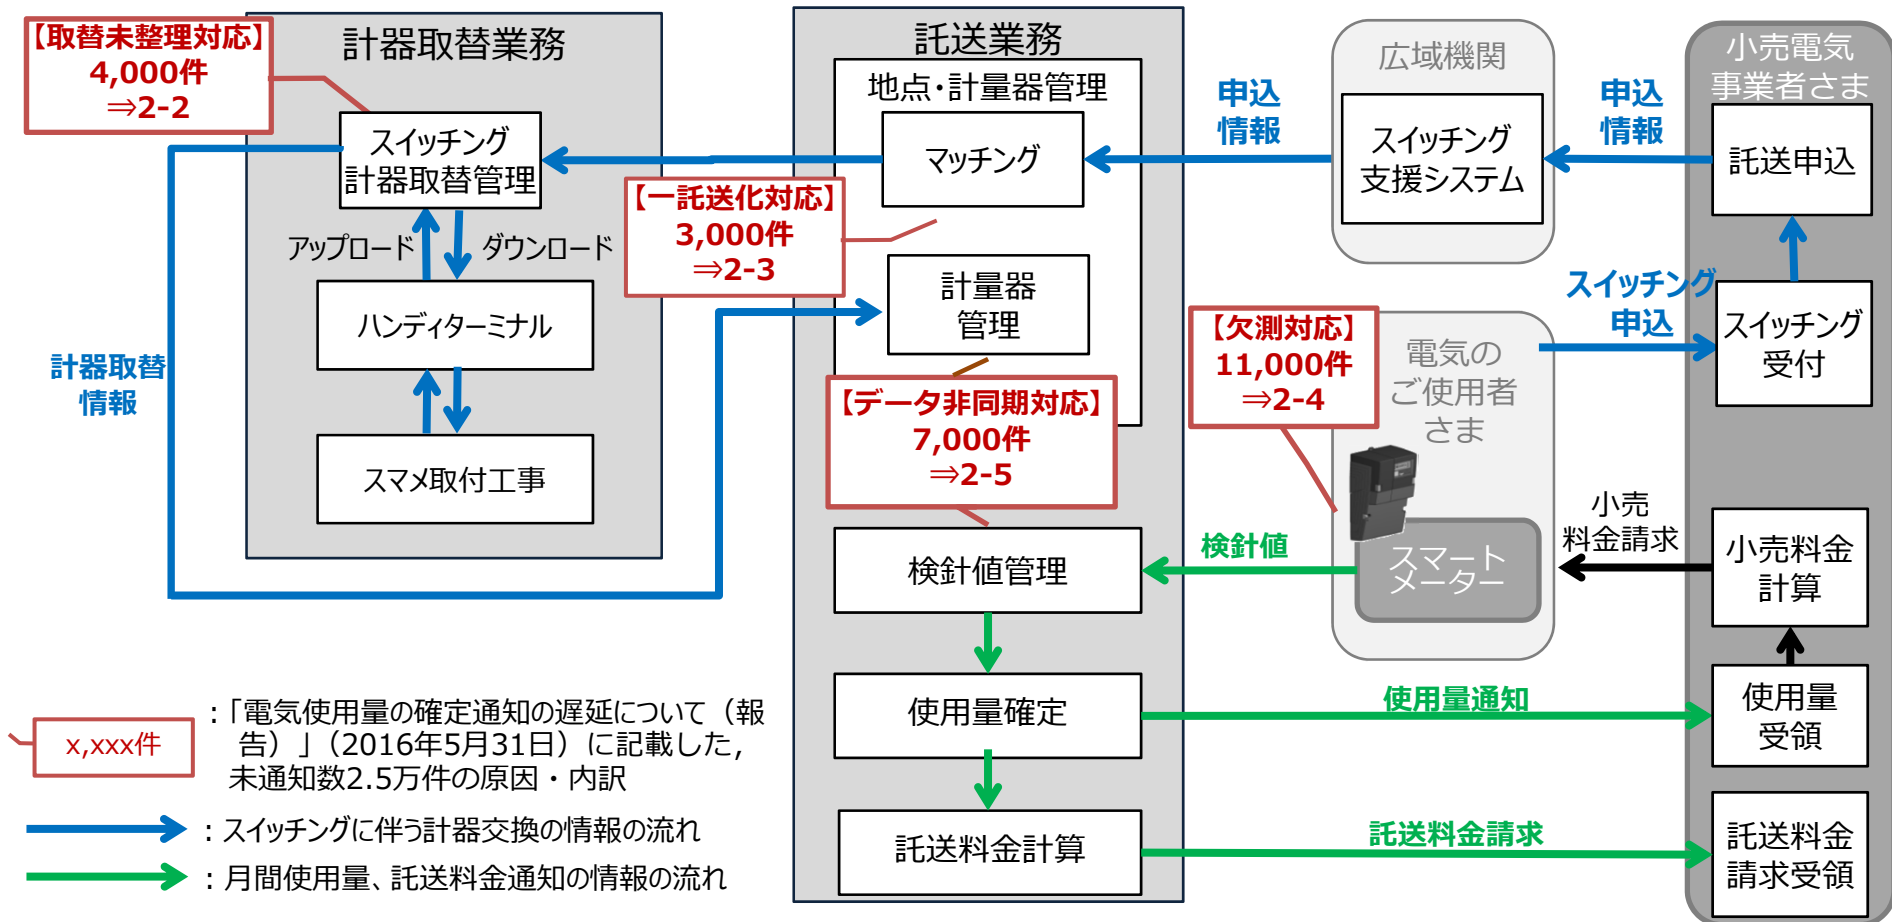 【取替未整理対応】
4,000件
⇒2-2
計器取替業務
スイッチング
計器取替管理
アップロード
ダウンロード
ハンディターミナル
スマメ取付工事
計器取替
情報
託送業務
地点・計量器管理
マッチング
【一託送化対応】
3,000件
⇒2-3
計量器
管理
【データ非同期対応】
7,000件
⇒2-5
検針値管理
使用量確定
託送料金計算
申込
情報
広域機関
スイッチング
支援システム
申込
情報
小売電気
事業者さま
託送申込
スイッチング
申込
スイッチング
受付
【欠測対応】
11,000件
⇒2-4
電気の
ご使用者
さま
スマート
メーター
検針値
小売
料金請求
小売料金
計算
使用量通知
使用量
受領
託送料金請求
託送料金
請求受領
x,xxx件
:「電気使用量の確定通知の遅延について（報
告）」（2016年5月31日）に記載した,
未通知数2.5万件の原因・内訳
: スイッチングに伴う計器交換の情報の流れ
: 月間使用量、託送料金通知の情報の流れ